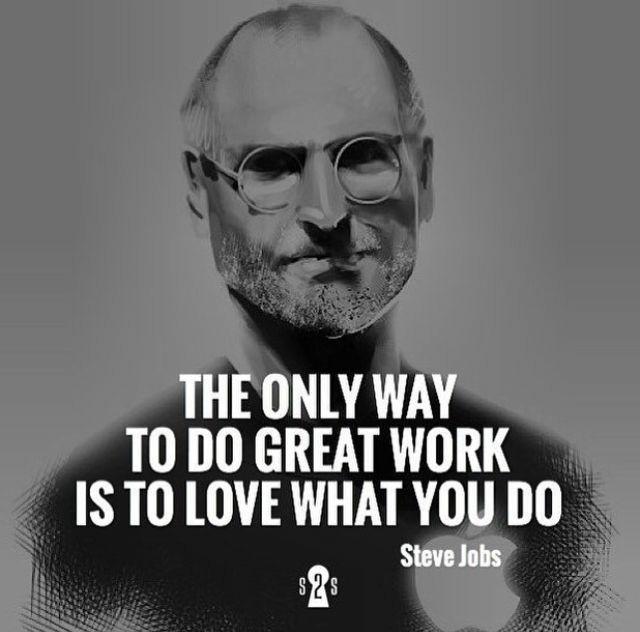 THE ONLY WAY
TO DO GREAT WORK
IS TO LOVE WHAT YOU DO
Steve Jobs
S2S